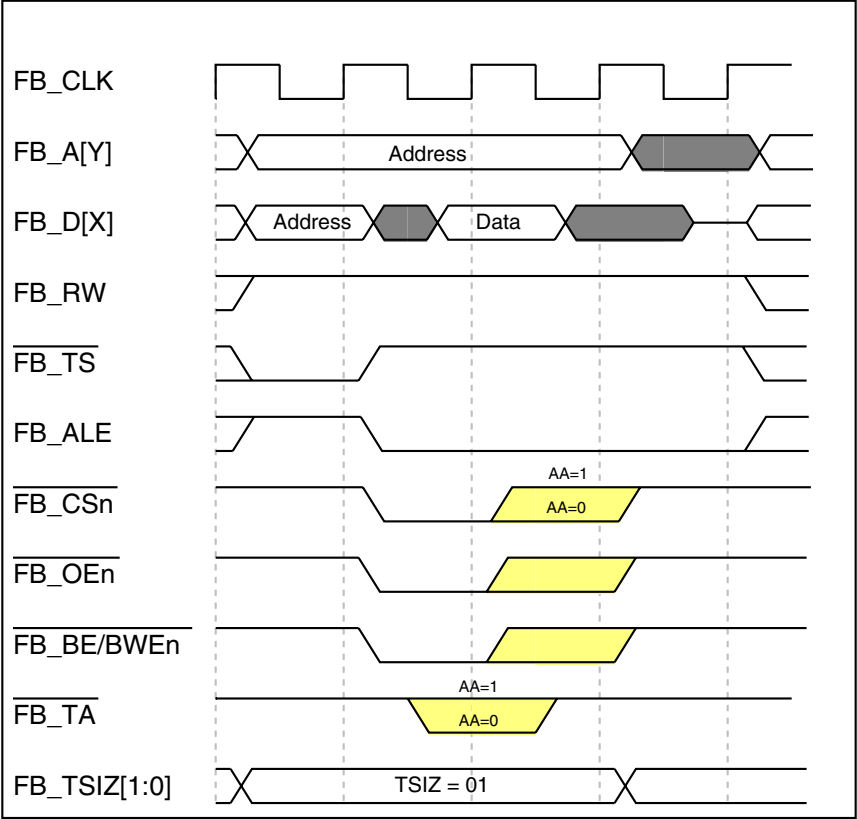 FB_CLK
FB_A[Y] Address
FB_D[X] Address Data
FB_RW
FB_TS
FB_ALE
AA=1
FB_CSn AA=0
FB_OEn
FB_BE/BWEn
AA=1
FB_TA AA=0
FB_TSIZ[1:0] TSIZ = 01